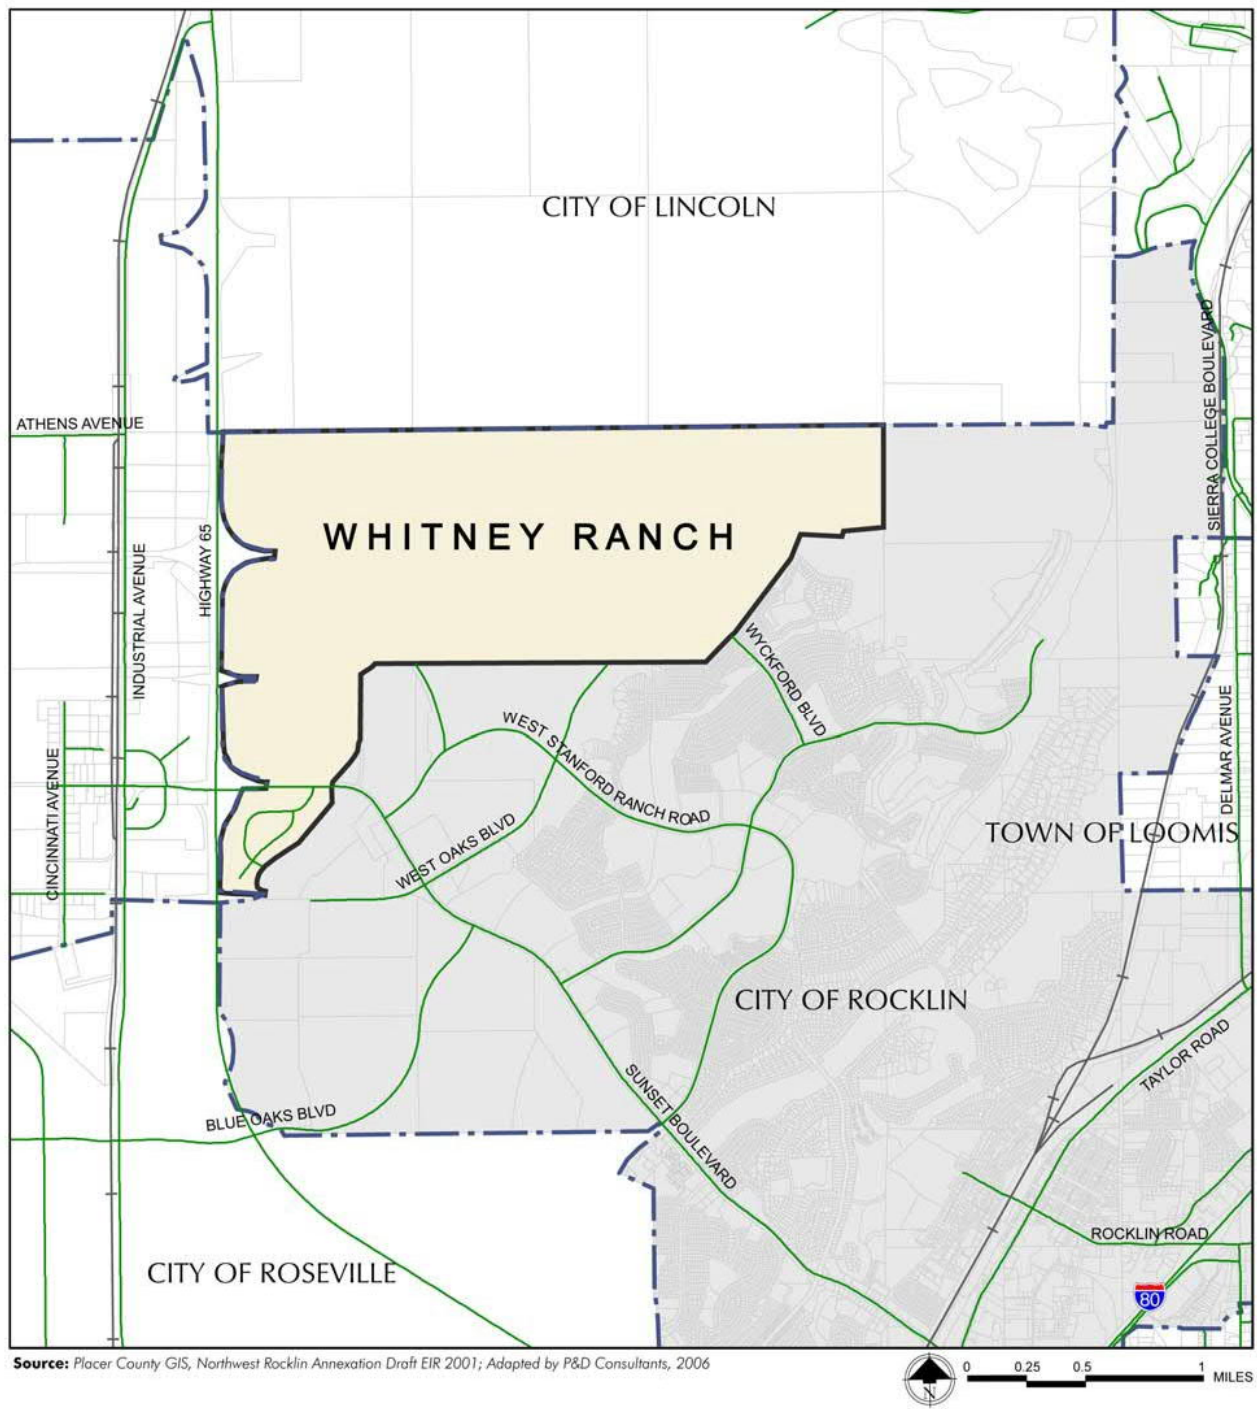 CITY OF LINCOLN
SIERRA COLLEGE BOULEVARD
ATHENS AVENUE
WHITNEY RANCH
HIGHWAY 65
INDUSTRIAL AVENUE
WYCKFORD BLVD
WEST STANFORD RANCH ROAD
DELMAR AVENUE
CINCINNATI AVENUE
WEST OAKS BLVD
TOWN OF LOOMIS
CITY OF ROCKLIN
TAYLOR ROAD
SUNSET BOULEVARD
BLUE OAKS BLVD
ROCKLIN ROAD
CITY OF ROSEVILLE
80
Source: Placer County GIS, Northwest Rocklin Annexation Draft EIR 2001; Adapted by P&D Consultants, 2006
N
0 0.25 0.5 1
MILES